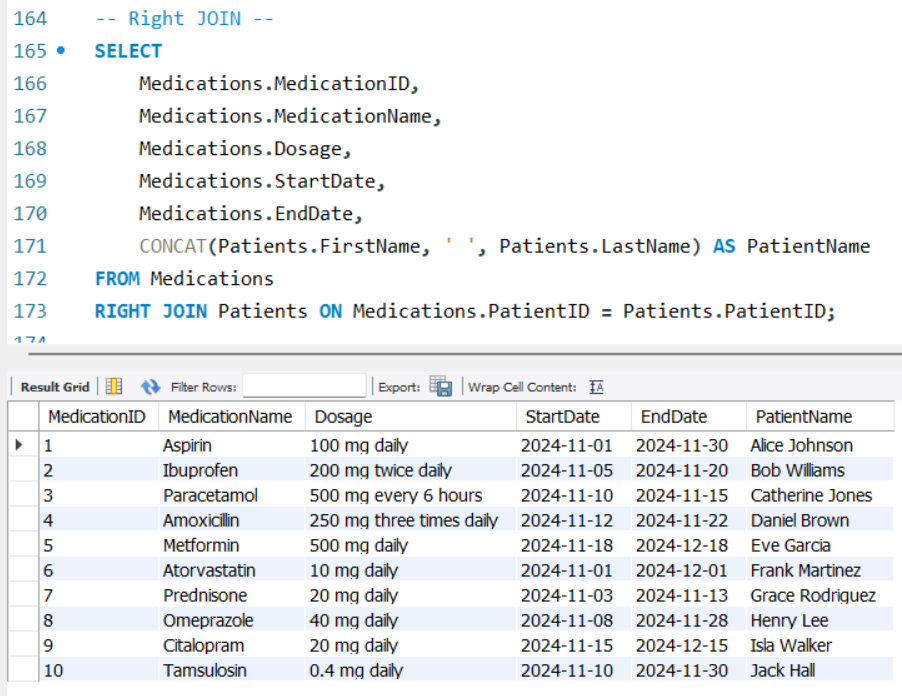 164 -- Right JOIN --
165 SELECT
166 Medications.MedicationID,
167 Medications.MedicationName,
168 Medications.Dosage,
169 Medications.StartDate,
170 Medications.EndDate,
171 CONCAT(Patients.FirstName, ' ', Patients.LastName) AS PatientName
172 FROM Medications
173 RIGHT JOIN Patients ON Medications.PatientID = Patients.PatientID;
174
Result Grid Filter Rows: Export: Wrap Cell Content: IA
MedicationID MedicationName Dosage StartDate EndDate PatientName
1 Aspirin 100 mg daily 2024-11-01 2024-11-30 Alice Johnson
2 Ibuprofen 200 mg twice daily 2024-11-05 2024-11-20 Bob Williams
3 Paracetamol 500 mg every 6 hours 2024-11-10 2024-11-15 Catherine Jones
4 Amoxicillin 250 mg three times daily 2024-11-12 2024-11-22 Daniel Brown
5 Metformin 500 mg daily 2024-11-18 2024-12-18 Eve Garcia
6 Atorvastatin 10 mg daily 2024-11-01 2024-12-01 Frank Martinez
7 Prednisone 20 mg daily 2024-11-03 2024-11-13 Grace Rodriguez
8 Omeprazole 40 mg daily 2024-11-08 2024-11-28 Henry Lee
9 Citalopram 20 mg daily 2024-11-15 2024-12-15 Isla Walker
10 Tamsulosin 0.4 mg daily 2024-11-10 2024-11-30 Jack Hall